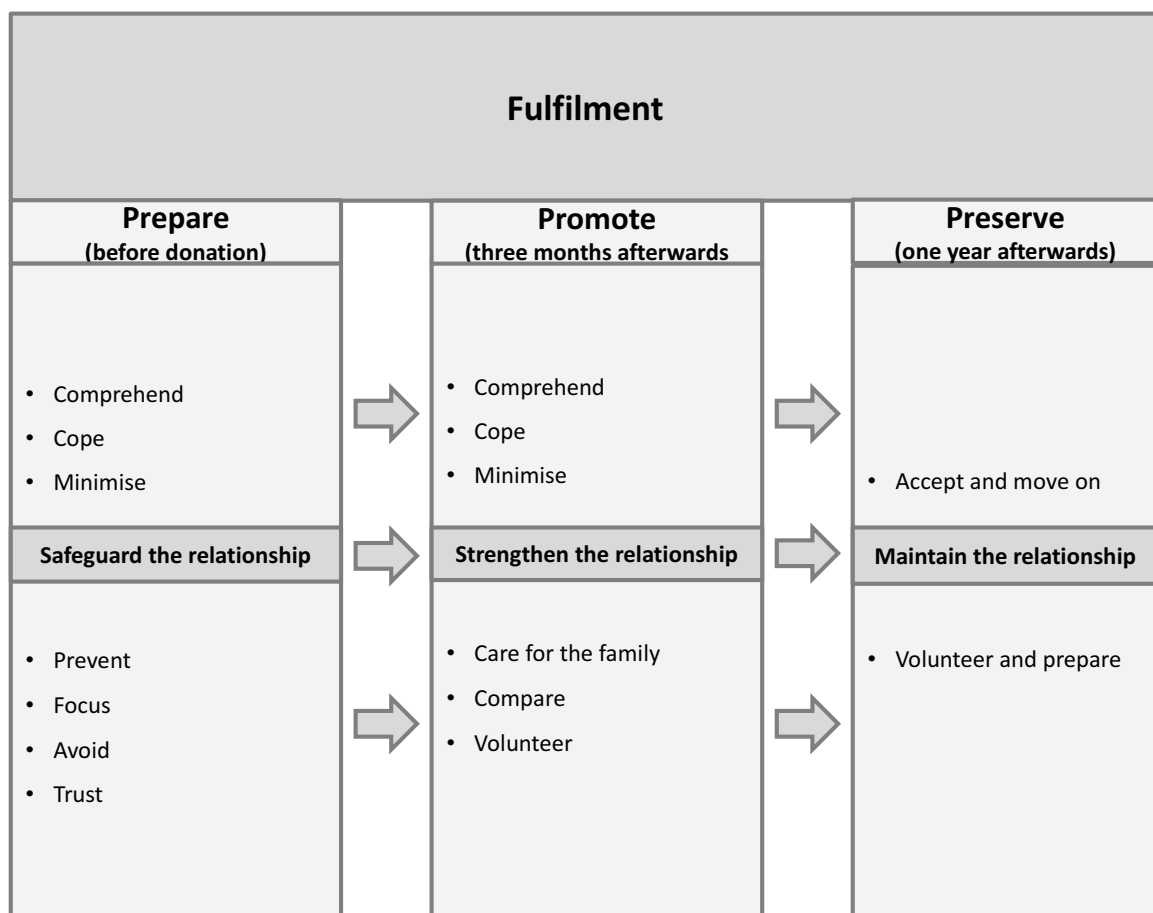 Fulfilment
Prepare
(before donation)
• Comprehend
• Cope
• Minimise
Safeguard the relationship
• Prevent
• Focus
• Avoid
• Trust
Promote
(three months afterwards
• Comprehend
• Cope
• Minimise
Strengthen the relationship
• Care for the family
• Compare
• Volunteer
Preserve
(one year afterwards)
• Accept and move on
Maintain the relationship
• Volunteer and prepare